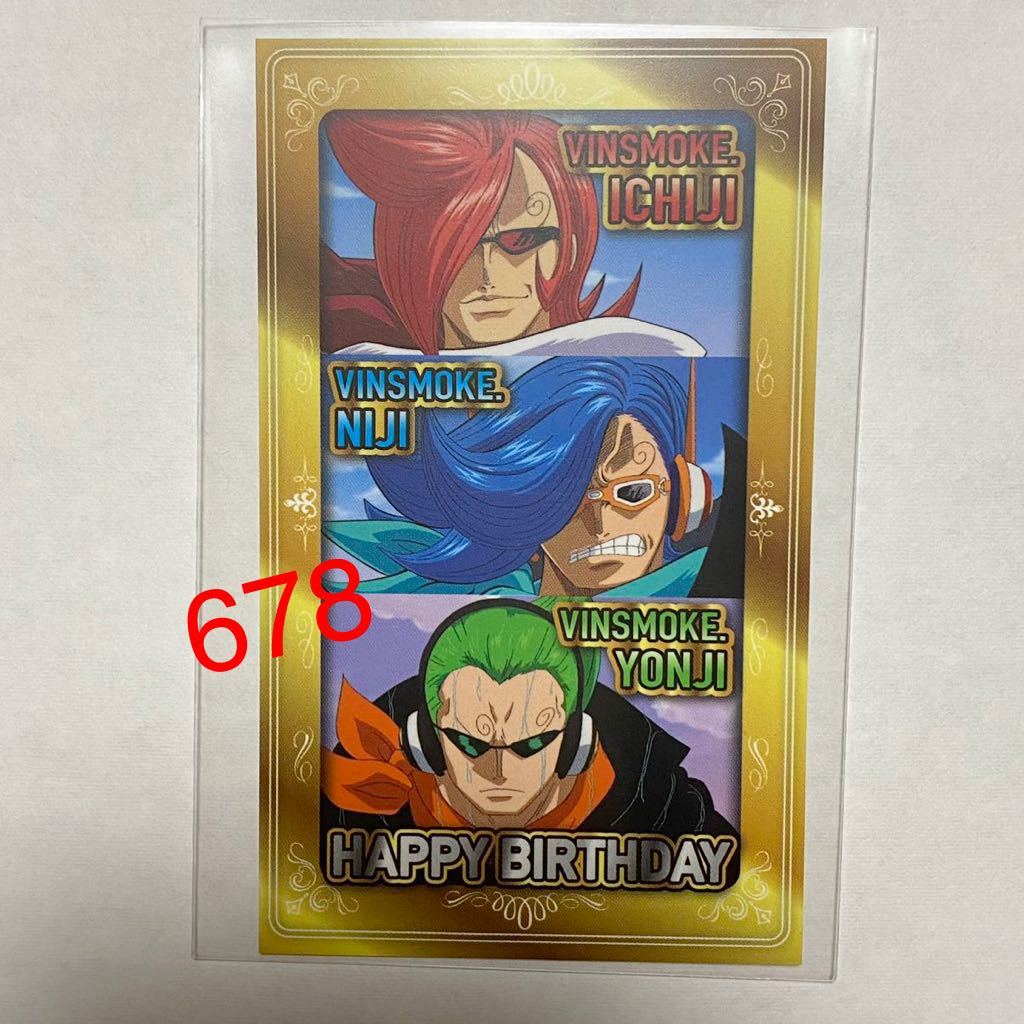 VINSMOKE.
ICHIJI
VINSMOKE.
NIJI
678
VINSMOKE.
YONJI
HAPPY BIRTHDAY